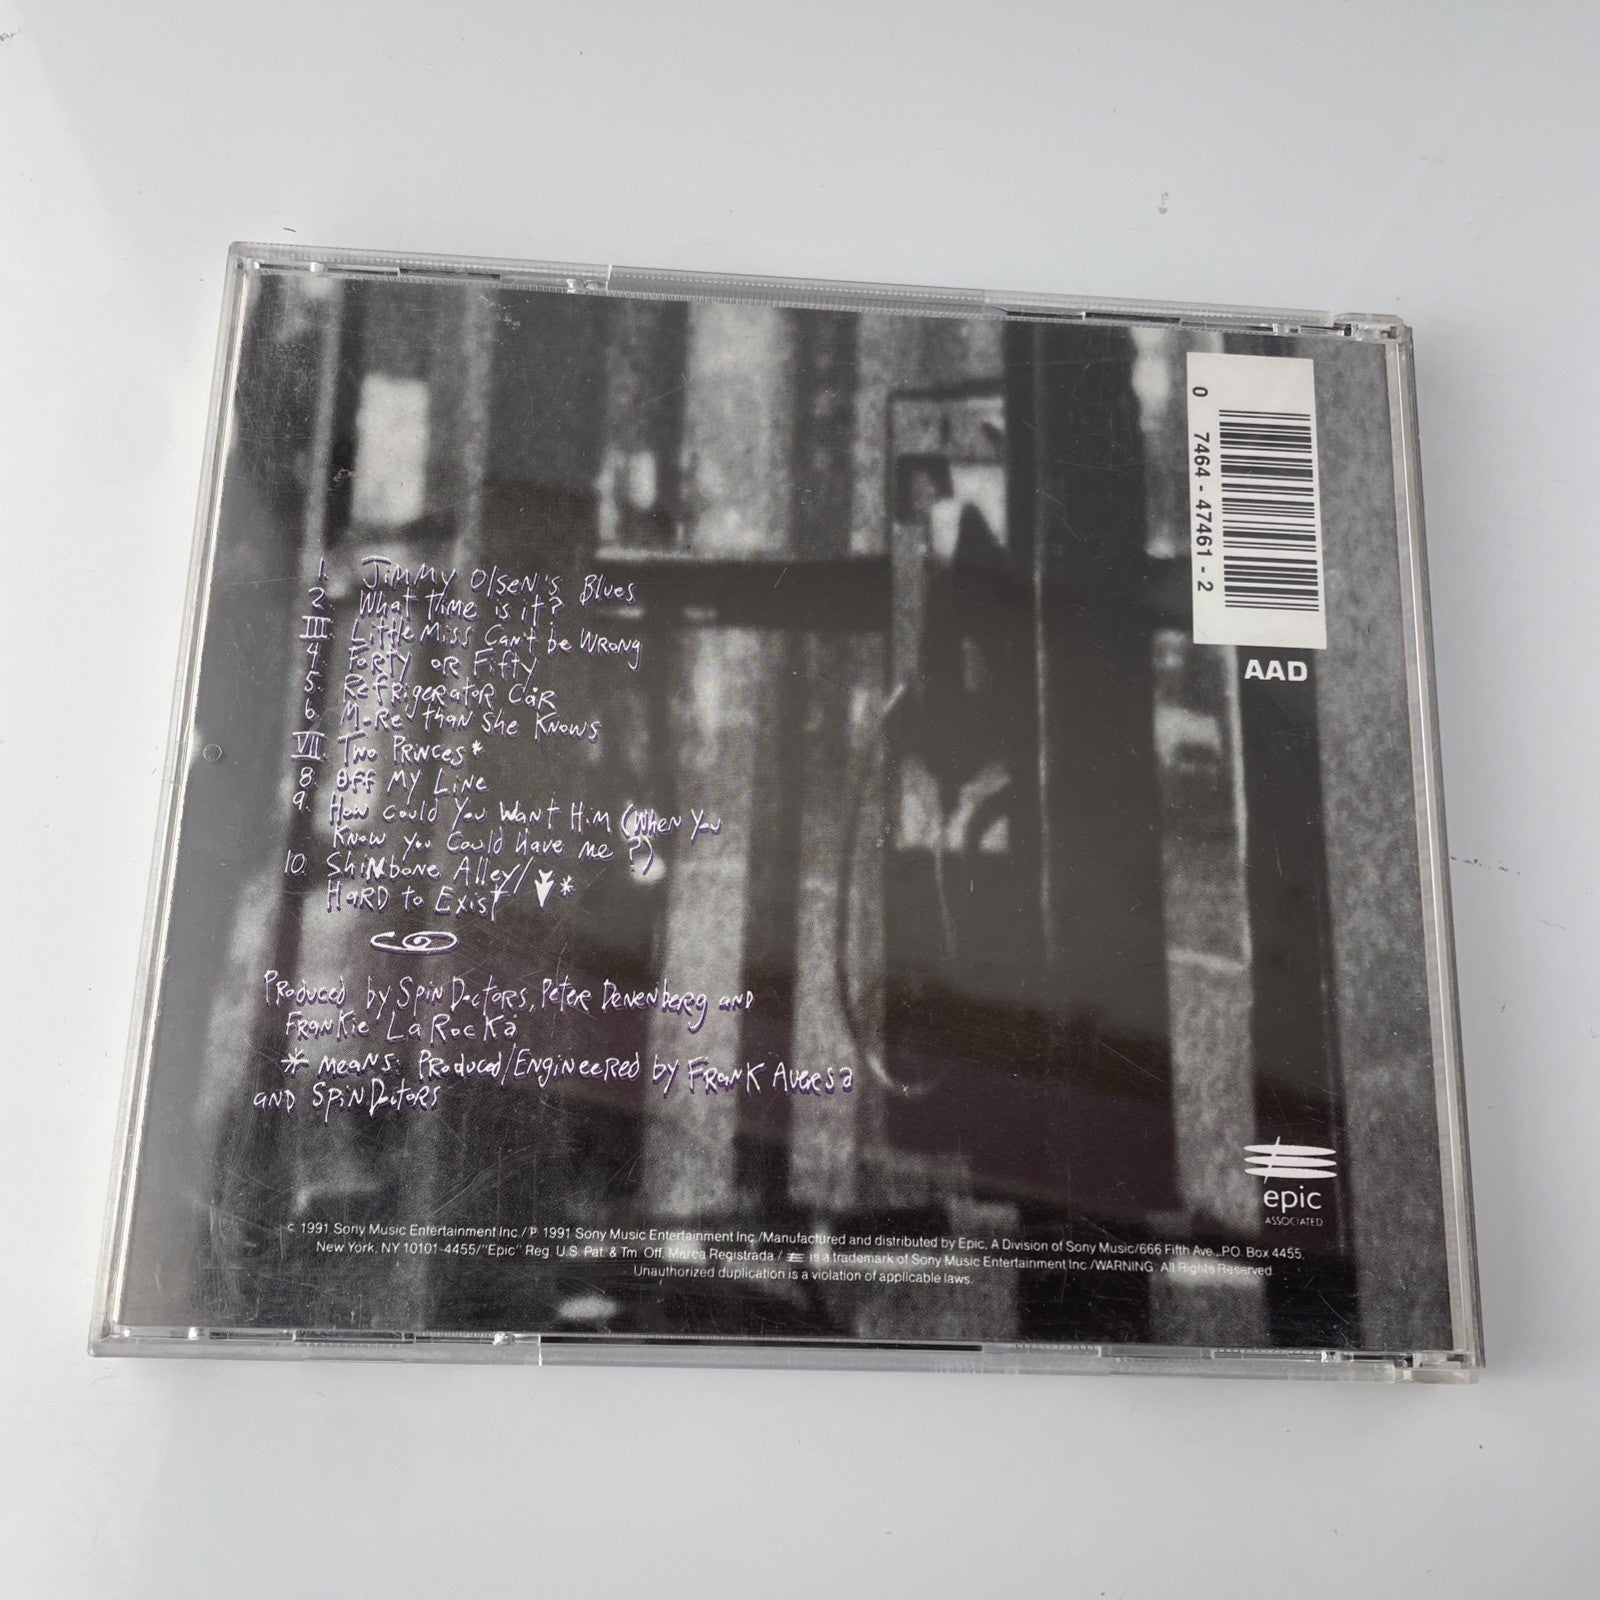 1. Jimmy Olsen's Blues
2. What time is it?
III. Little Miss Can't be Wrong
4. Forty or Fifty
5. Refrigerator Car
6. More than She Knows
VII. Two Princes*
8. Off My Line
9. How Could You Want Him (When You
Know you Could Have me?)
10. Shinbone Alley/
Hard to Exist *
Produced by Spin Doctors, Peter Denenberg and
Frankie LaRocka
* means: Produced/Engineered by Frank Aversa
and Spin Doctors
© 1991 Sony Music Entertainment Inc./℗ 1991 Sony Music Entertainment Inc./Manufactured and distributed by Epic, A Division of Sony Music/666 Fifth Ave., P.O. Box 4455,
New York, NY 10101-4455/"Epic" Reg. U.S. Pat. & Tm. Off. Marca Registrada./ is a trademark of Sony Music Entertainment Inc./WARNING: All Rights Reserved.
Unauthorized duplication is a violation of applicable laws.
0 7464-47461-2
AAD
epic
ASSOCIATED